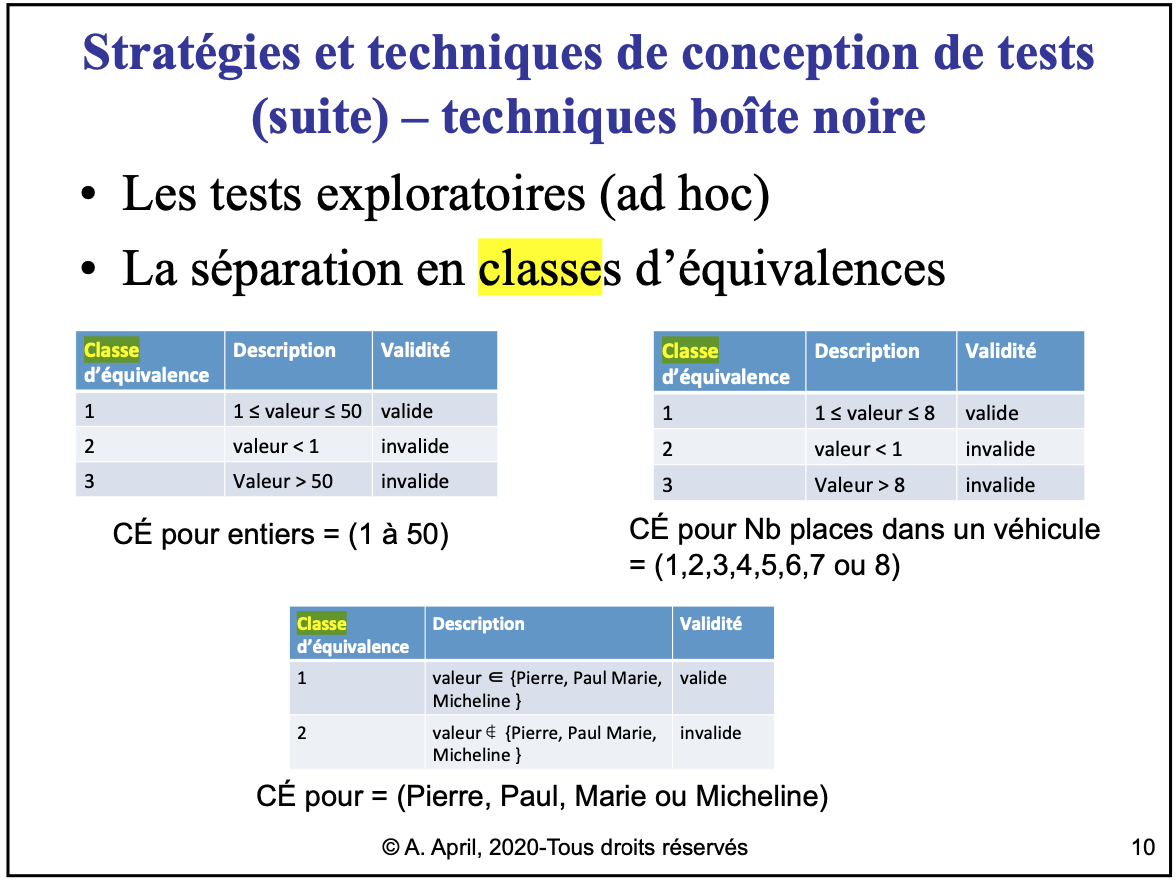 Stratégies et techniques de conception de tests
(suite) – techniques boîte noire
• Les tests exploratoires (ad hoc)
• La séparation en classes d’équivalences
Classe d’équivalence Description Validité
1 1 ≤ valeur ≤ 50 valide
2 valeur < 1 invalide
3 Valeur > 50 invalide
CÉ pour entiers = (1 à 50)
Classe d’équivalence Description Validité
1 1 ≤ valeur ≤ 8 valide
2 valeur < 1 invalide
3 Valeur > 8 invalide
CÉ pour Nb places dans un véhicule
= (1,2,3,4,5,6,7 ou 8)
Classe d’équivalence Description Validité
1 valeur ∈ {Pierre, Paul Marie, Micheline } valide
2 valeur ∉ {Pierre, Paul Marie, Micheline } invalide
CÉ pour = (Pierre, Paul, Marie ou Micheline)
© A. April, 2020-Tous droits réservés
10